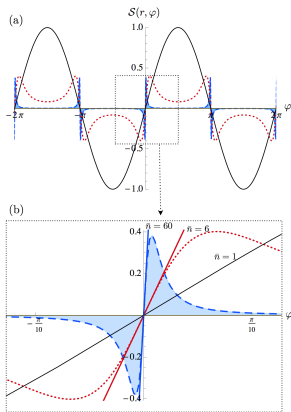 (a)
S(r, φ)
1.0
0.5
φ
−2π
−π
π
2π
−0.5
−1.0
(b)
0.4
n̄ = 60
n̄ = 6
n̄ = 1
0.2
−π/10
π/10
φ
−0.2
−0.4